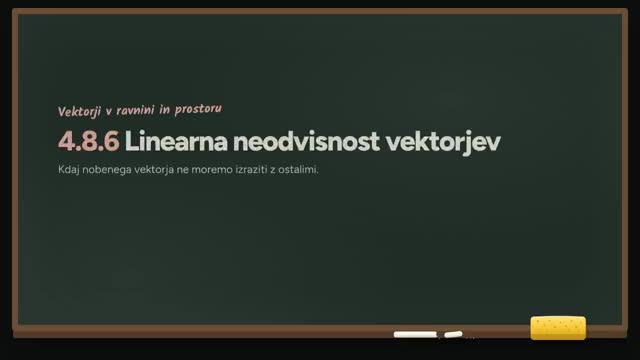 Vektorji v ravnini in prostoru
4.8.6 Linearna neodvisnost vektorjev
Kdaj nobenega vektorja ne moremo izraziti z ostalimi.